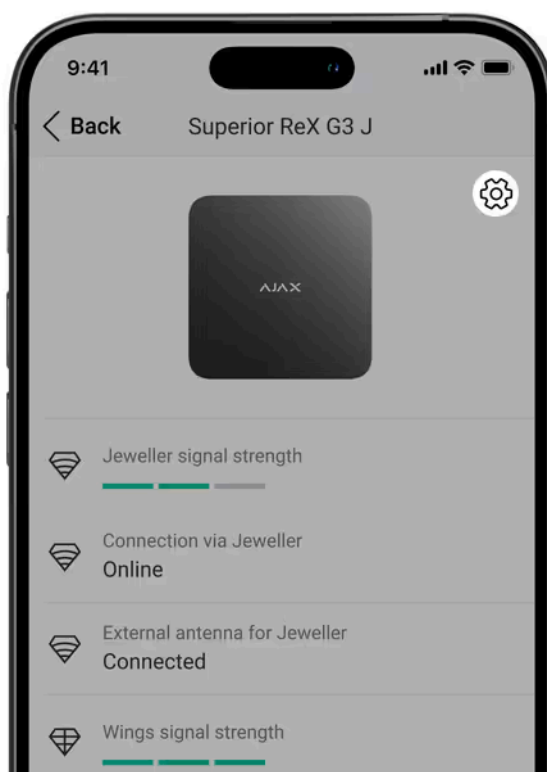 9:41
Back
Superior ReX G3 J
AJAX
Jeweller signal strength
Connection via Jeweller
Online
External antenna for Jeweller
Connected
Wings signal strength